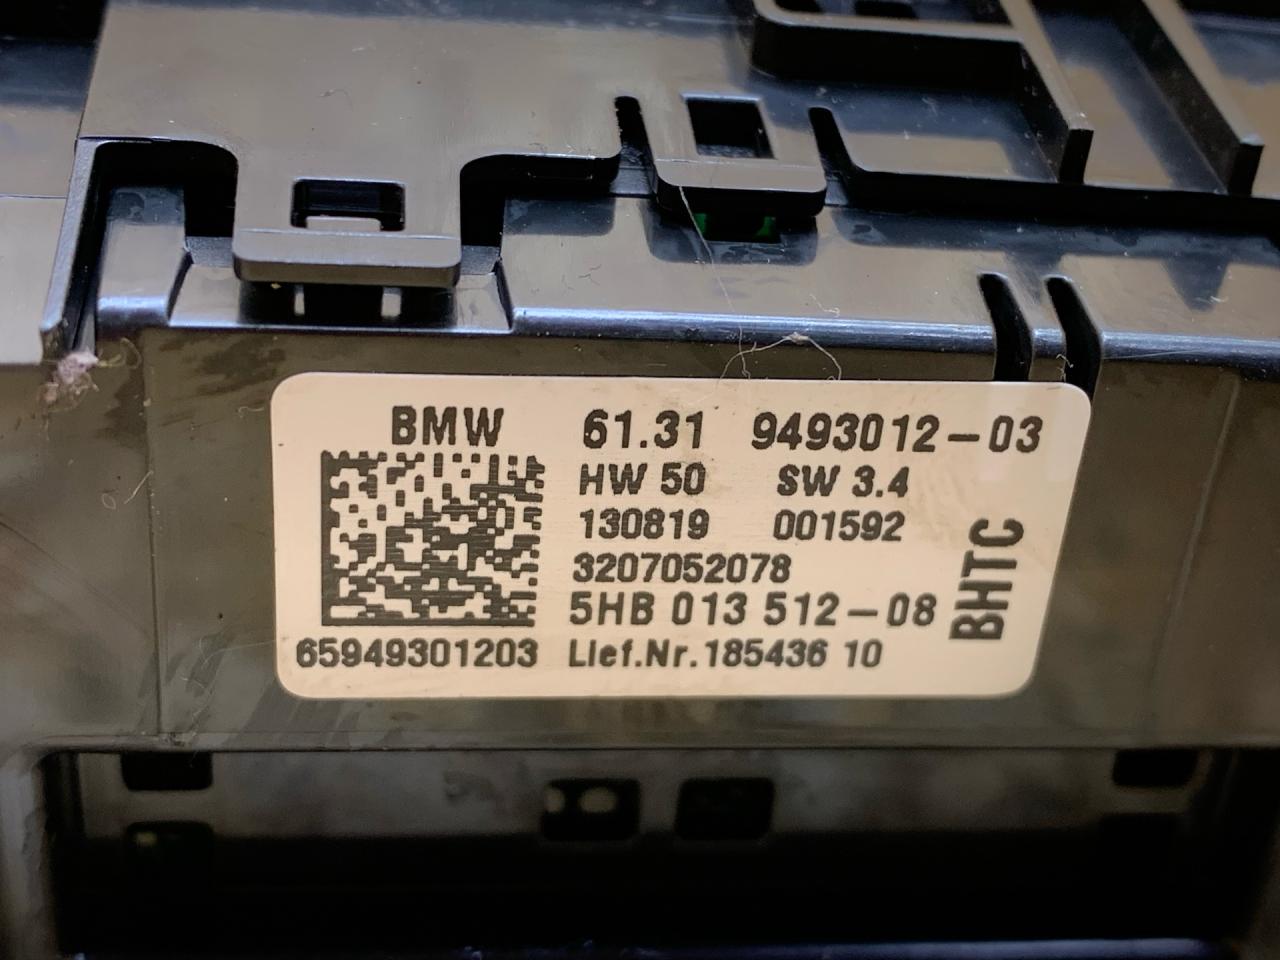 BMW 61.31 9493012-03
HW 50 SW 3.4
130819 001592
3207052078
5HB 013 512-08
65949301203 Lief.Nr.185436 10
BHTC